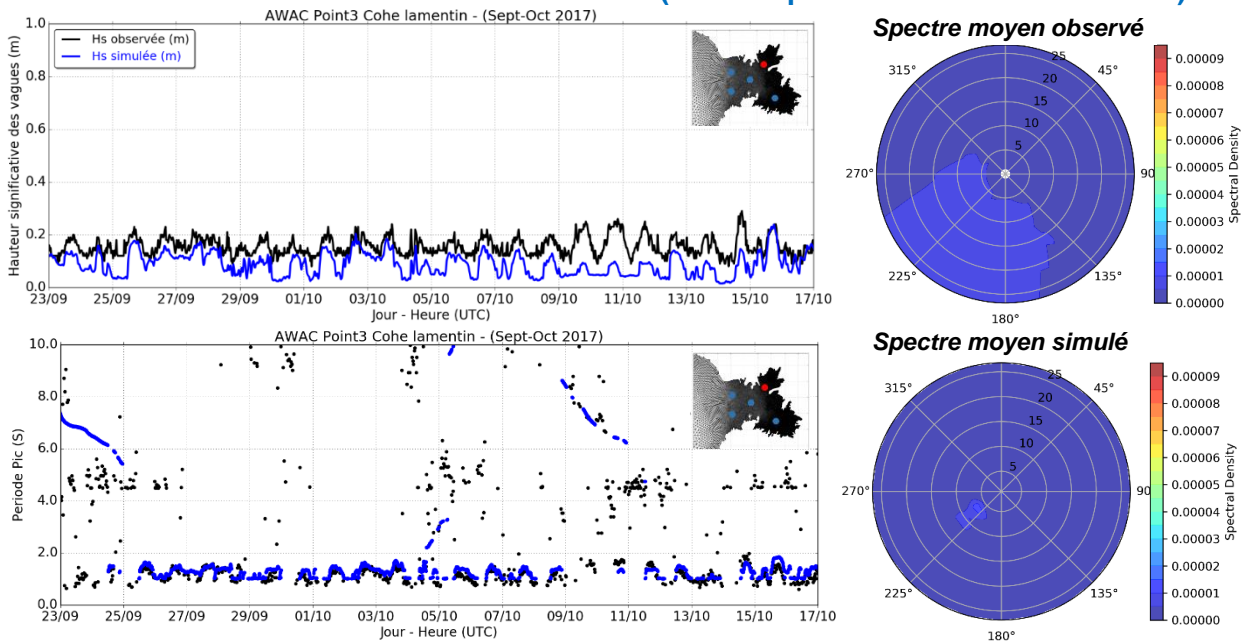 AWAC Point3 Cohe lamentin - (Sept-Oct 2017)
Hs observée (m)
Hs simulée (m)
Hauteur significative des vagues (m)
1.0
0.8
0.6
0.4
0.2
0.0
23/09 25/09 27/09 29/09 01/10 03/10 05/10 07/10 09/10 11/10 13/10 15/10 17/10
Jour - Heure (UTC)
Spectre moyen observé
315° 45°
270° 90
225° 135°
180°
5 10 15 20 25
0.00009
0.00008
0.00007
0.00006
0.00005
0.00004
0.00003
0.00002
0.00001
0.00000
Spectral Density
AWAC Point3 Cohe lamentin - (Sept-Oct 2017)
Periode Pic (S)
10.0
8.0
6.0
4.0
2.0
0.0
23/09 25/09 27/09 29/09 01/10 03/10 05/10 07/10 09/10 11/10 13/10 15/10 17/10
Jour - Heure (UTC)
Spectre moyen simulé
315° 45°
270° 90
225° 135°
180°
5 10 15 20 25
0.00009
0.00008
0.00007
0.00006
0.00005
0.00004
0.00003
0.00002
0.00001
0.00000
Spectral Density